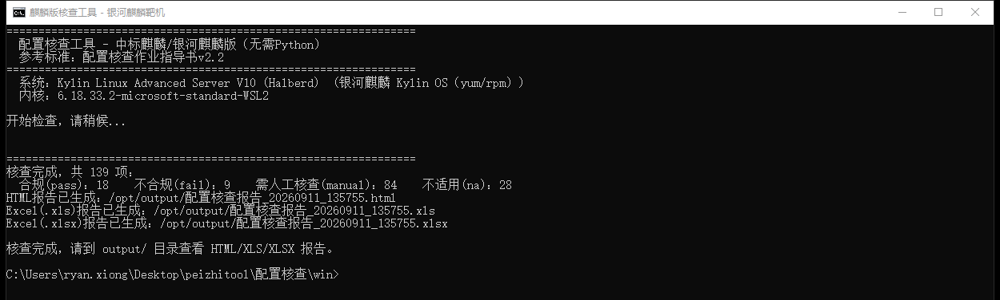 麒麟版核查工具 - 银河麒麟靶机
================================================================
配置核查工具 - 中标麒麟/银河麒麟版 (无需Python)
参考标准: 配置核查作业指导书v2.2
================================================================
系统: Kylin Linux Advanced Server V10 (Halberd) (银河麒麟 Kylin OS (yum/rpm) )
内核: 6.18.33.2-microsoft-standard-WSL2
开始检查，请稍候...
================================================================
核查完成，共 139 项:
合规(pass): 18 不合规(fail): 9 需人工核查(manual): 84 不适用(na): 28
HTML报告已生成: /opt/output/配置核查报告_20260911_135755.html
Excel(.xls)报告已生成: /opt/output/配置核查报告_20260911_135755.xls
Excel(.xlsx)报告已生成: /opt/output/配置核查报告_20260911_135755.xlsx
核查完成，请到 output/ 目录查看 HTML/XLS/XLSX 报告。
C:\Users\ryan.xiong\Desktop\peizhitool\配置核查\win>